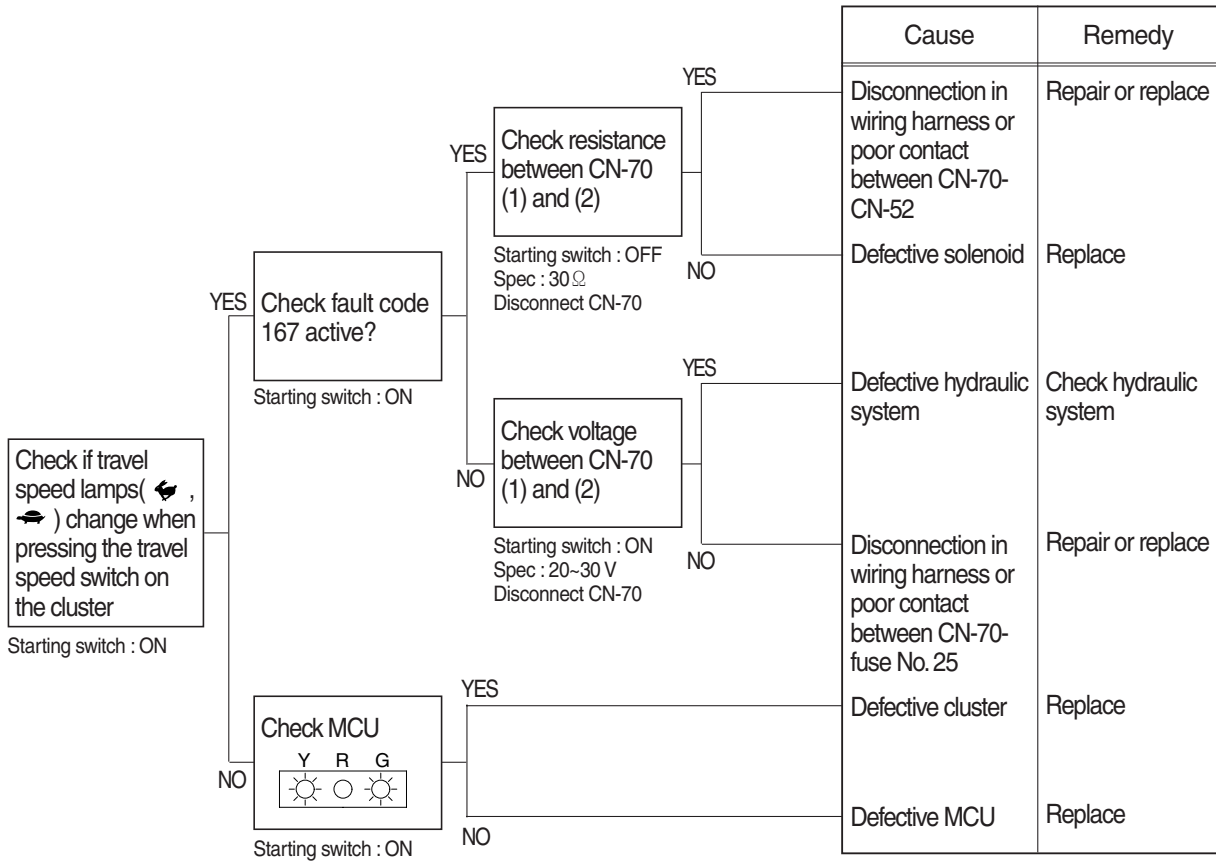 Cause
Remedy
YES
Disconnection in
wiring harness or
poor contact
between CN-70-
CN-52
Repair or replace
YES
Check resistance
between CN-70
(1) and (2)
Starting switch : OFF
Spec : 30Ω
Disconnect CN-70
NO
Defective solenoid
Replace
YES
Check fault code
167 active?
Starting switch : ON
YES
Defective hydraulic
system
Check hydraulic
system
NO
Check voltage
between CN-70
(1) and (2)
Starting switch : ON
Spec : 20~30 V
Disconnect CN-70
NO
Disconnection in
wiring harness or
poor contact
between CN-70-
fuse No. 25
Repair or replace
Check if travel
speed lamps( ,
) change when
pressing the travel
speed switch on
the cluster
Starting switch : ON
NO
Check MCU
Y R G
Starting switch : ON
YES
Defective cluster
Replace
NO
Defective MCU
Replace